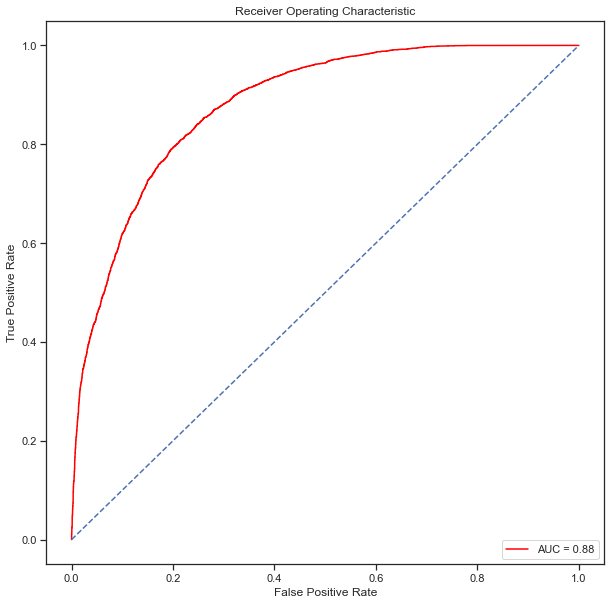 Receiver Operating Characteristic
True Positive Rate
1.0
0.8
0.6
0.4
0.2
0.0
0.0 0.2 0.4 0.6 0.8 1.0
False Positive Rate
AUC = 0.88